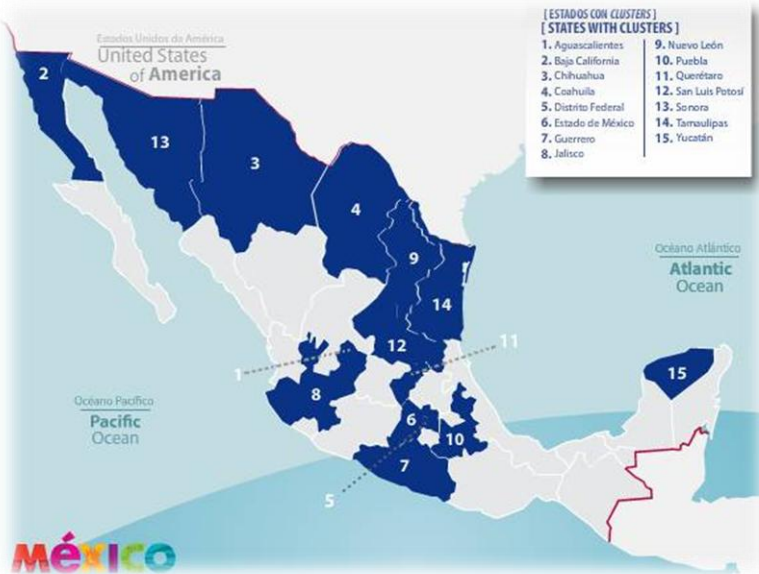 [ ESTADOS CON CLUSTERS ]
[ STATES WITH CLUSTERS ]
1. Aguascalientes
2. Baja California
3. Chihuahua
4. Coahuila
5. Distrito Federal
6. Estado de México
7. Guerrero
8. Jalisco
9. Nuevo León
10. Puebla
11. Querétaro
12. San Luis Potosí
13. Sonora
14. Tamaulipas
15. Yucatán
Estados Unidos da América
United States
of America
2
13
3
4
9
14
12
11
1
8
6
10
7
5
15
Océano Atlántico
Atlantic
Ocean
Océano Pacífico
Pacific
Ocean
MéxICO